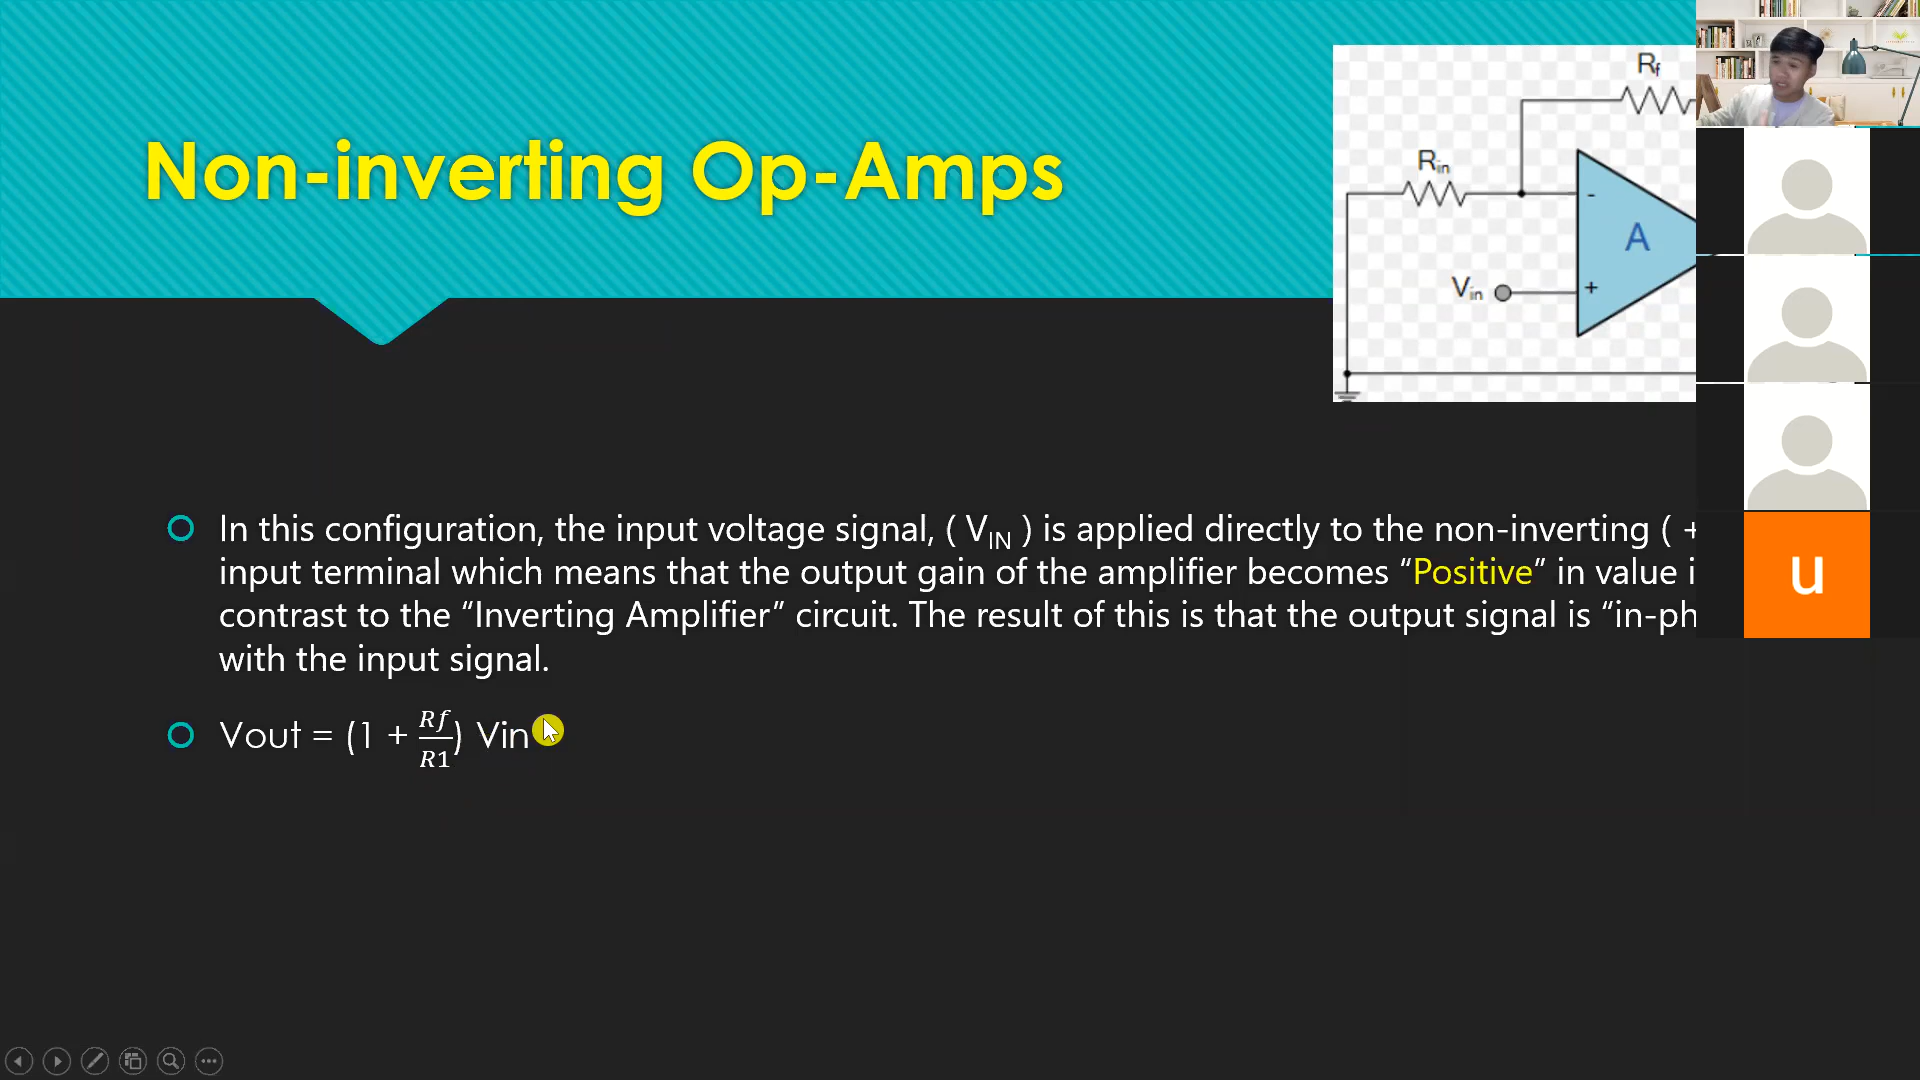 Non-inverting Op-Amps
Rf
Rin
-
A
Vin
+
In this configuration, the input voltage signal, ( VIN ) is applied directly to the non-inverting ( +
input terminal which means that the output gain of the amplifier becomes “Positive” in value
contrast to the “Inverting Amplifier” circuit. The result of this is that the output signal is “in-ph
with the input signal.
Vout = (1 + Rf/R1) Vin
u